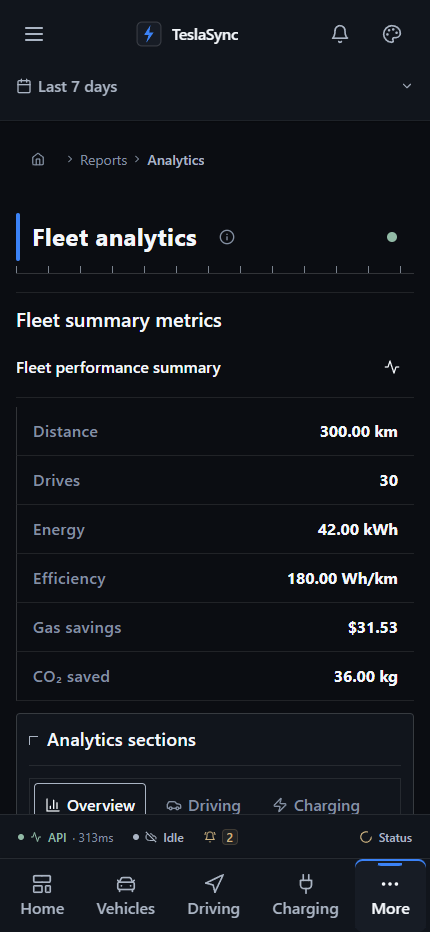 TeslaSync
Last 7 days
Reports > Analytics
Fleet analytics
Fleet summary metrics
Fleet performance summary
Distance 300.00 km
Drives 30
Energy 42.00 kWh
Efficiency 180.00 Wh/km
Gas savings $31.53
CO₂ saved 36.00 kg
Analytics sections
Overview Driving Charging
API · 313ms Idle 2 Status
Home Vehicles Driving Charging More